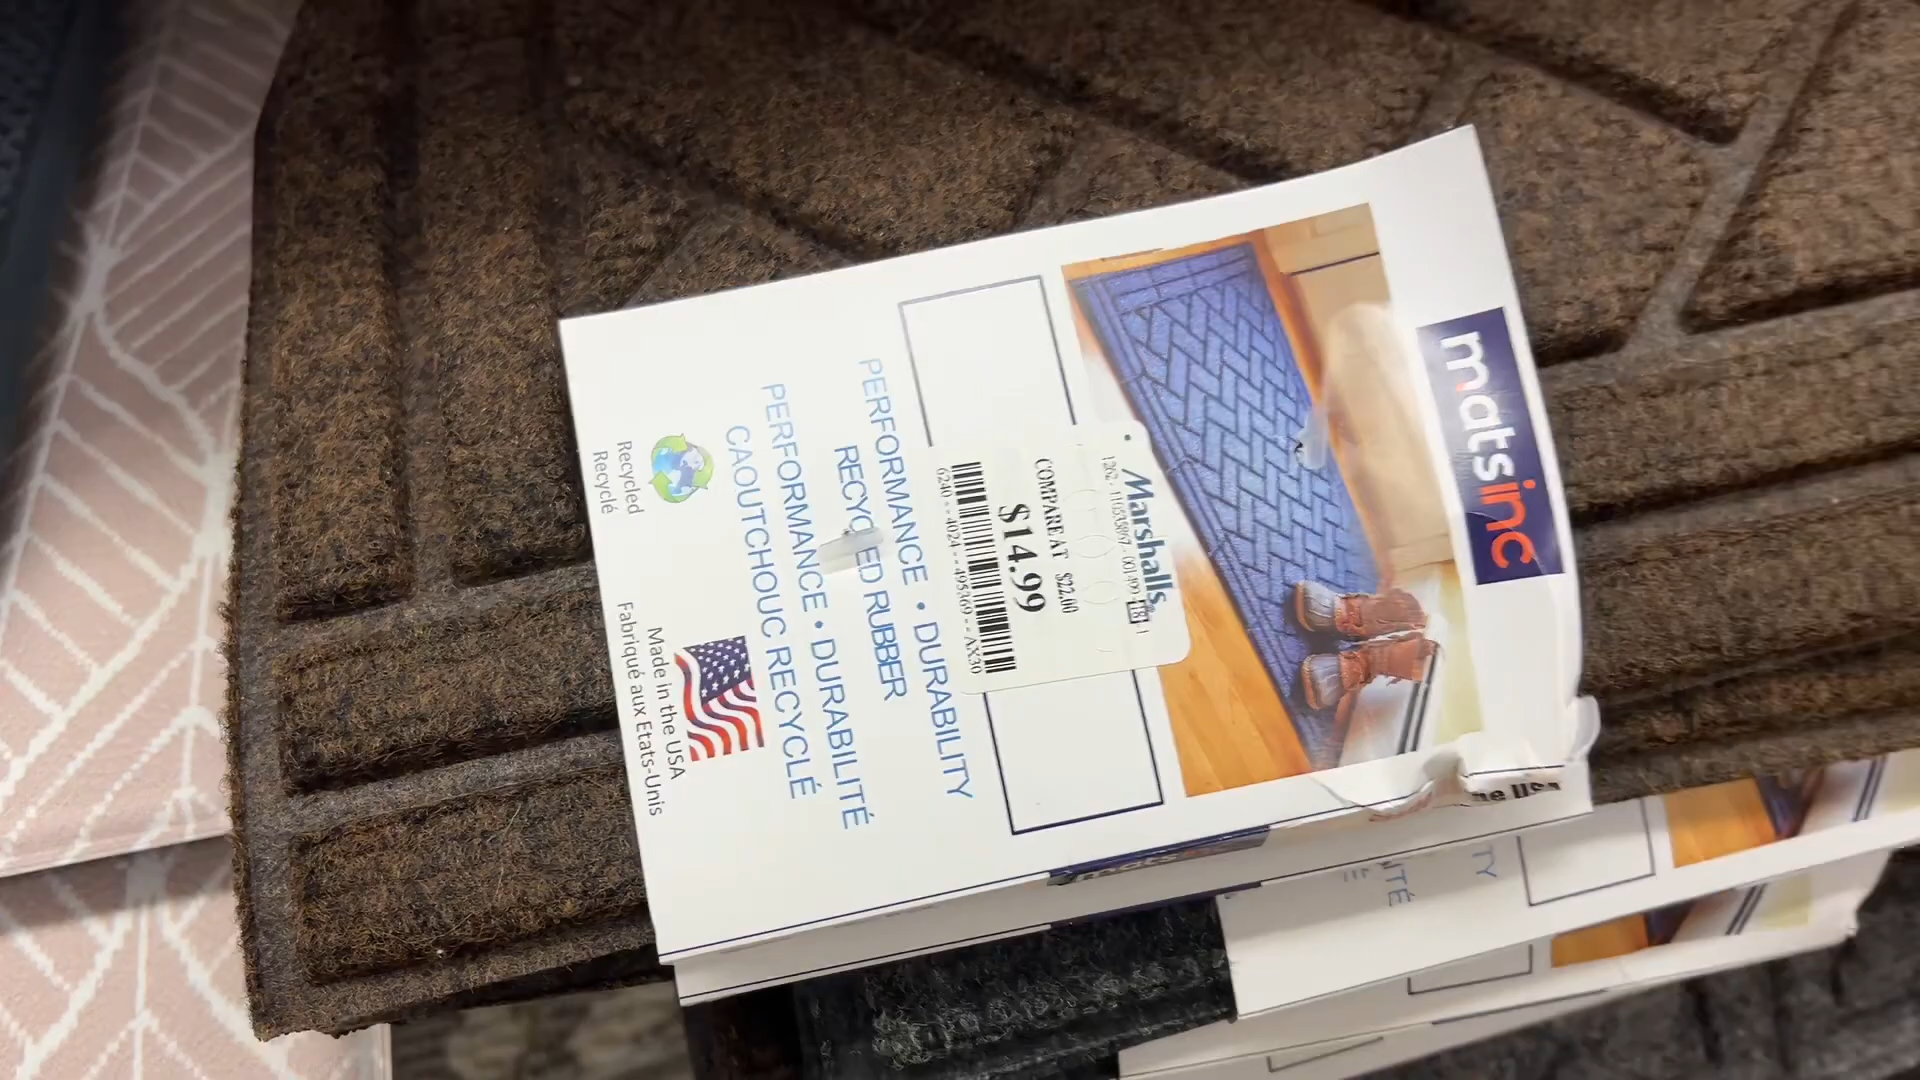 matsinc
Marshalls
COMPARE AT $22.00
$14.99
PERFORMANCE • DURABILITY
RECYCLED RUBBER
PERFORMANCE • DURABILITÉ
CAOUTCHOUC RECYCLÉ
Recycled
Recyclé
Made in the USA
Fabriqué aux Etats-Unis